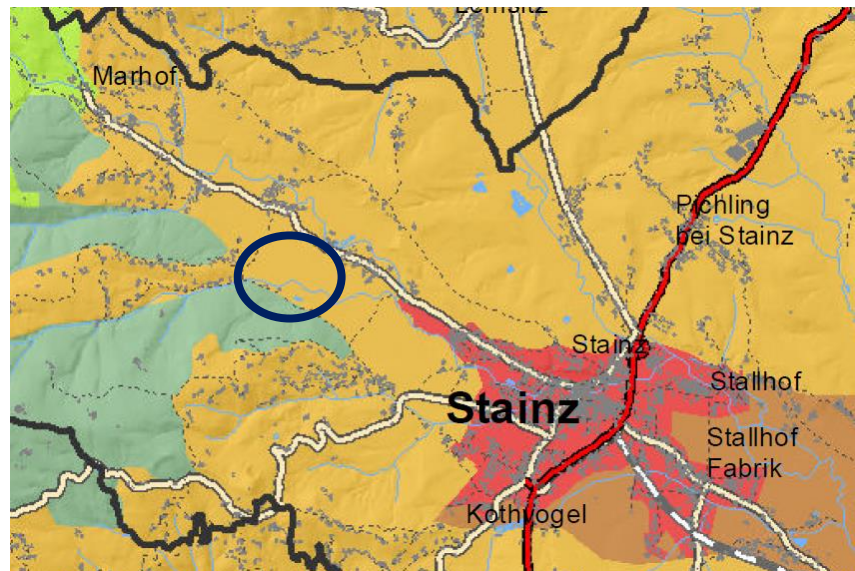 Marhof
Pichling
bei Stainz
Stainz
Stainz
Stallhof
Stallhof
Fabrik
Kothvogel